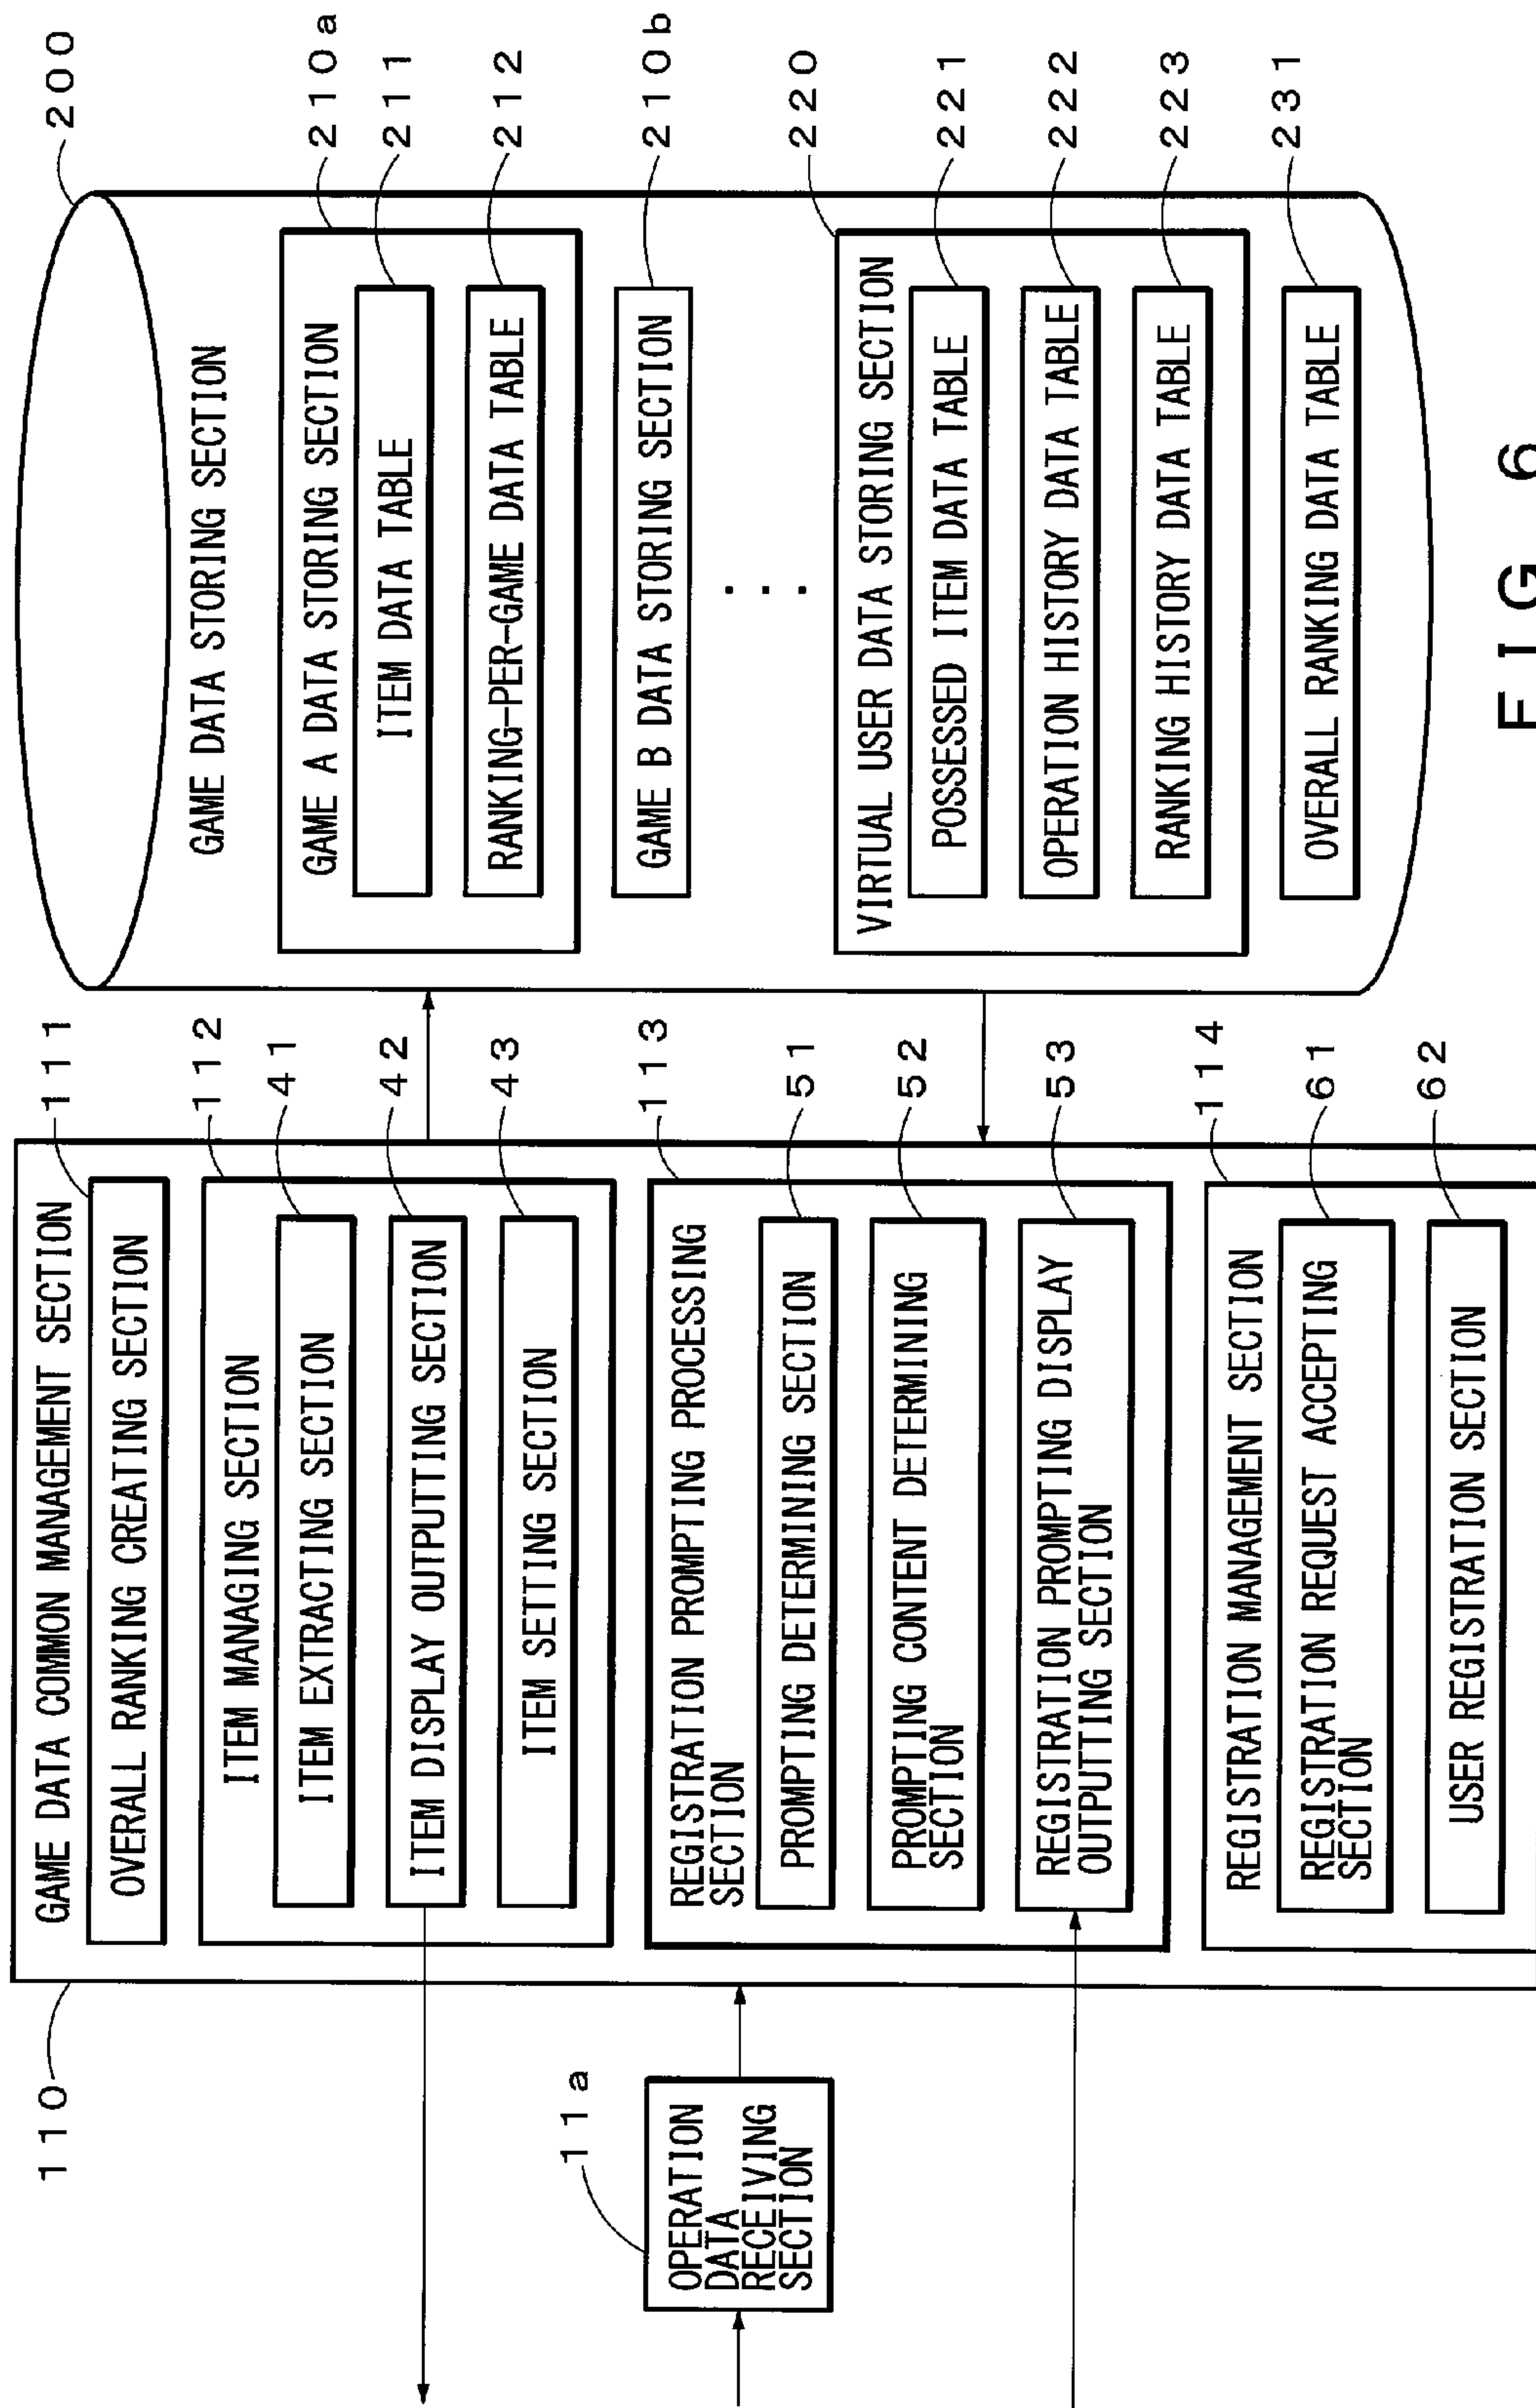 110
GAME DATA COMMON MANAGEMENT SECTION
111
OVERALL RANKING CREATING SECTION
112
ITEM MANAGING SECTION
41
ITEM EXTRACTING SECTION
42
ITEM DISPLAY OUTPUTTING SECTION
43
ITEM SETTING SECTION
113
REGISTRATION PROMPTING PROCESSING
SECTION
51
PROMPTING DETERMINING SECTION
52
PROMPTING CONTENT DETERMINING
SECTION
53
REGISTRATION PROMPTING DISPLAY
OUTPUTTING SECTION
114
REGISTRATION MANAGEMENT SECTION
61
REGISTRATION REQUEST ACCEPTING
SECTION
62
USER REGISTRATION SECTION
11a
OPERATION
DATA
RECEIVING
SECTION
200
GAME DATA STORING SECTION
210a
GAME A DATA STORING SECTION
211
ITEM DATA TABLE
212
RANKING-PER-GAME DATA TABLE
210b
GAME B DATA STORING SECTION
...
220
VIRTUAL USER DATA STORING SECTION
221
POSSESSED ITEM DATA TABLE
222
OPERATION HISTORY DATA TABLE
223
RANKING HISTORY DATA TABLE
231
OVERALL RANKING DATA TABLE
FIG 6